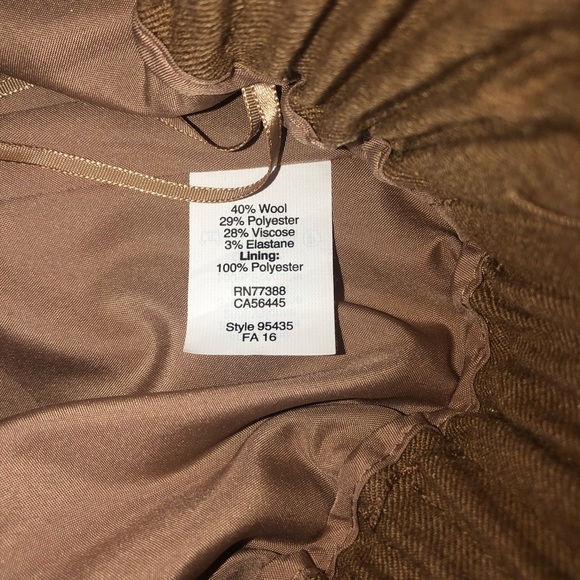 40% Wool
29% Polyester
28% Viscose
3% Elastane
Lining:
100% Polyester
RN77388
CA56445
Style 95435
FA 16